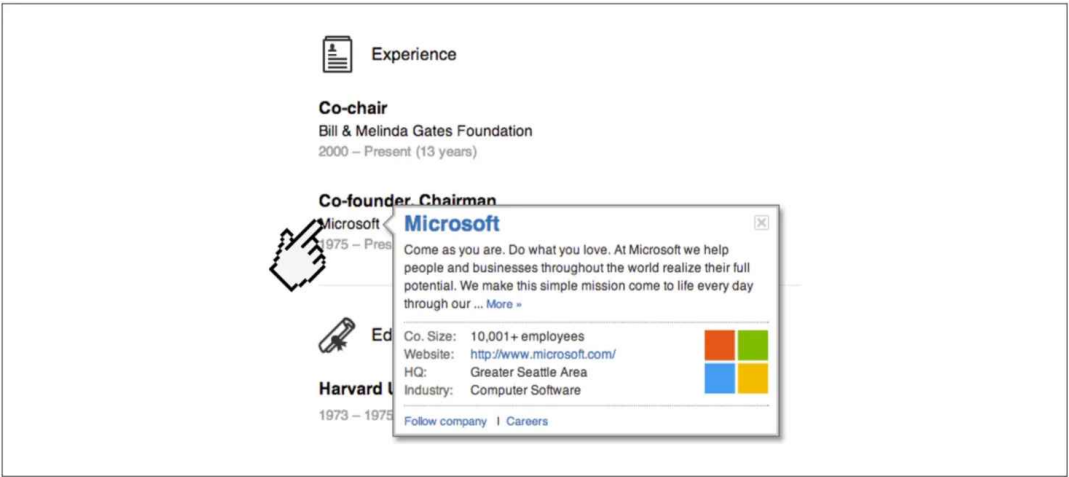 Experience
Co-chair
Bill & Melinda Gates Foundation
2000 – Present (13 years)
Co-founder, Chairman
Microsoft
1975 –
Microsoft
Come as you are. Do what you love. At Microsoft we help
people and businesses throughout the world realize their full
potential. We make this simple mission come to life every day
through our ... More »
Co. Size: 10,001+ employees
Website: http://www.microsoft.com/
HQ: Greater Seattle Area
Industry: Computer Software
Follow company | Careers
Harvard
1973 – 1975